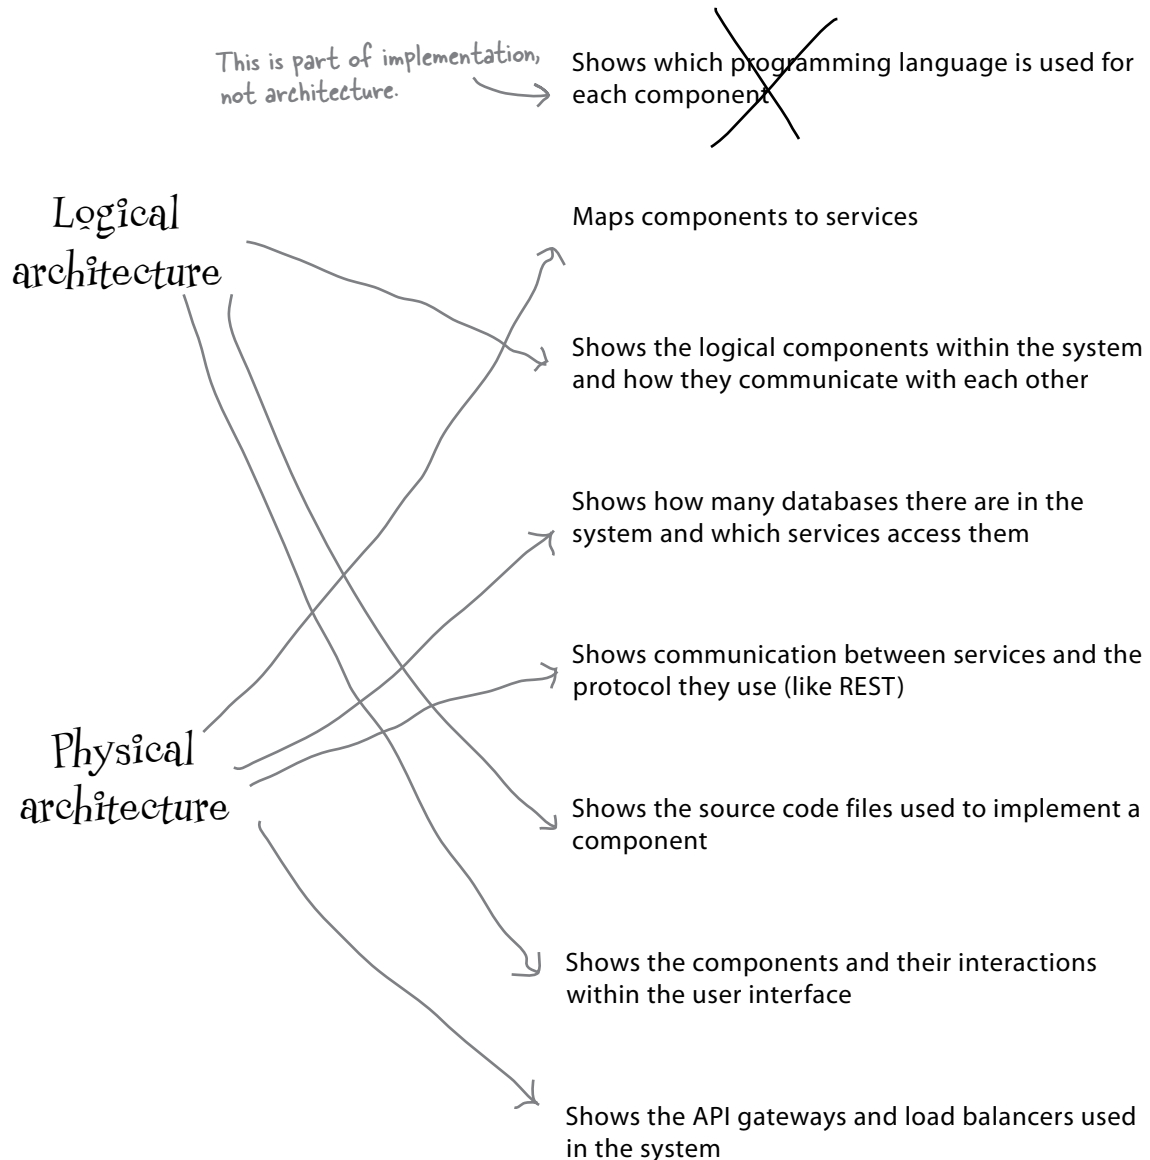 This is part of implementation,
not architecture.
Shows which programming language is used for
each component
Logical
architecture
Maps components to services
Shows the logical components within the system
and how they communicate with each other
Shows how many databases there are in the
system and which services access them
Shows communication between services and the
protocol they use (like REST)
Physical
architecture
Shows the source code files used to implement a
component
Shows the components and their interactions
within the user interface
Shows the API gateways and load balancers used
in the system